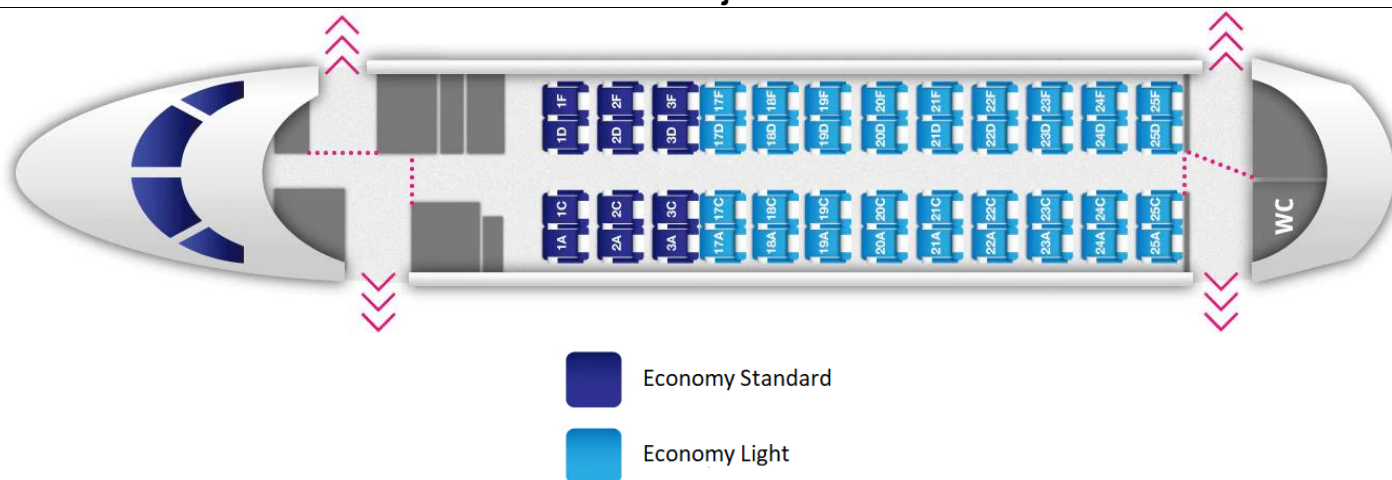 1F 2F 3F 17F 18F 19F 20F 21F 22F 23F 24F 25F
1D 2D 3D 17D 18D 19D 20D 21D 22D 23D 24D 25D
1C 2C 3C 17C 18C 19C 20C 21C 22C 23C 24C 25C
1A 2A 3A 17A 18A 19A 20A 21A 22A 23A 24A 25A
WC
Economy Standard
Economy Light